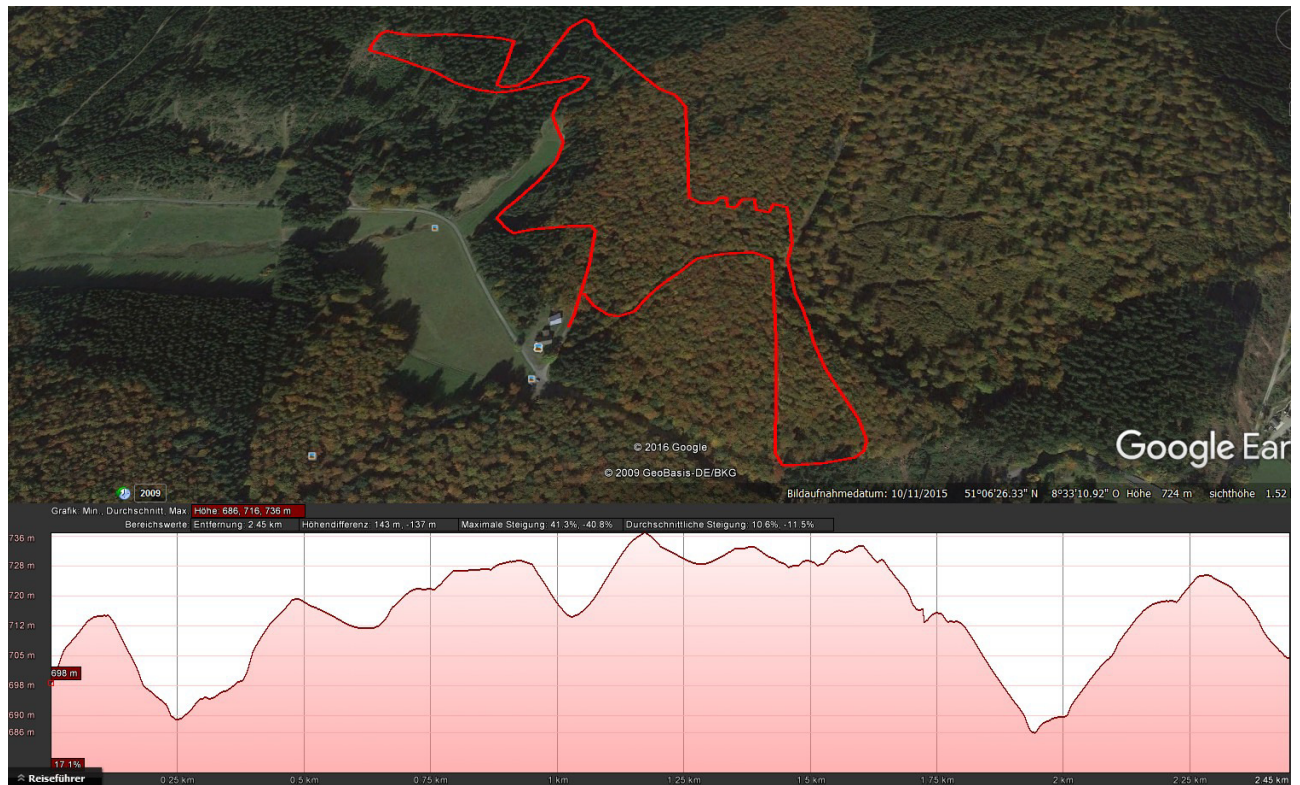 © 2016 Google
© 2009 GeoBasis-DE/BKG
Google Ear
2009
Bildaufnahmedatum: 10/11/2015 51°06'26.33" N 8°33'10.92" O Höhe 724 m sichthöhe 1.52
Grafik: Min., Durchschnitt, Max. Höhe: 686, 716, 736 m
Bereichswerte: Entfernung: 2.45 km Höhendifferenz: 143 m, -137 m Maximale Steigung: 41.3%, -40.8% Durchschnittliche Steigung: 10.6%, -11.5%
736 m
728 m
720 m
712 m
705 m
698 m
698 m
690 m
686 m
17.1%
Reiseführer
0.25 km 0.5 km 0.75 km 1 km 1.25 km 1.5 km 1.75 km 2 km 2.25 km 2.45 km